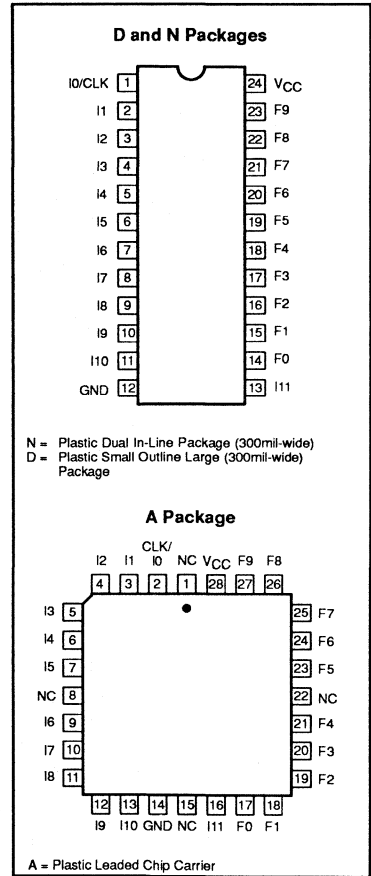 D and N Packages
I0/CLK 1 24 VCC
I1 2 23 F9
I2 3 22 F8
I3 4 21 F7
I4 5 20 F6
I5 6 19 F5
I6 7 18 F4
I7 8 17 F3
I8 9 16 F2
I9 10 15 F1
I10 11 14 F0
GND 12 13 I11
N = Plastic Dual In-Line Package (300mil-wide)
D = Plastic Small Outline Large (300mil-wide)
Package
A Package
CLK/
I2 I1 I0 NC VCC F9 F8
4 3 2 1 28 27 26
I3 5 25 F7
I4 6 24 F6
I5 7 23 F5
NC 8 22 NC
I6 9 21 F4
I7 10 20 F3
I8 11 19 F2
12 13 14 15 16 17 18
I9 I10 GND NC I11 F0 F1
A = Plastic Leaded Chip Carrier